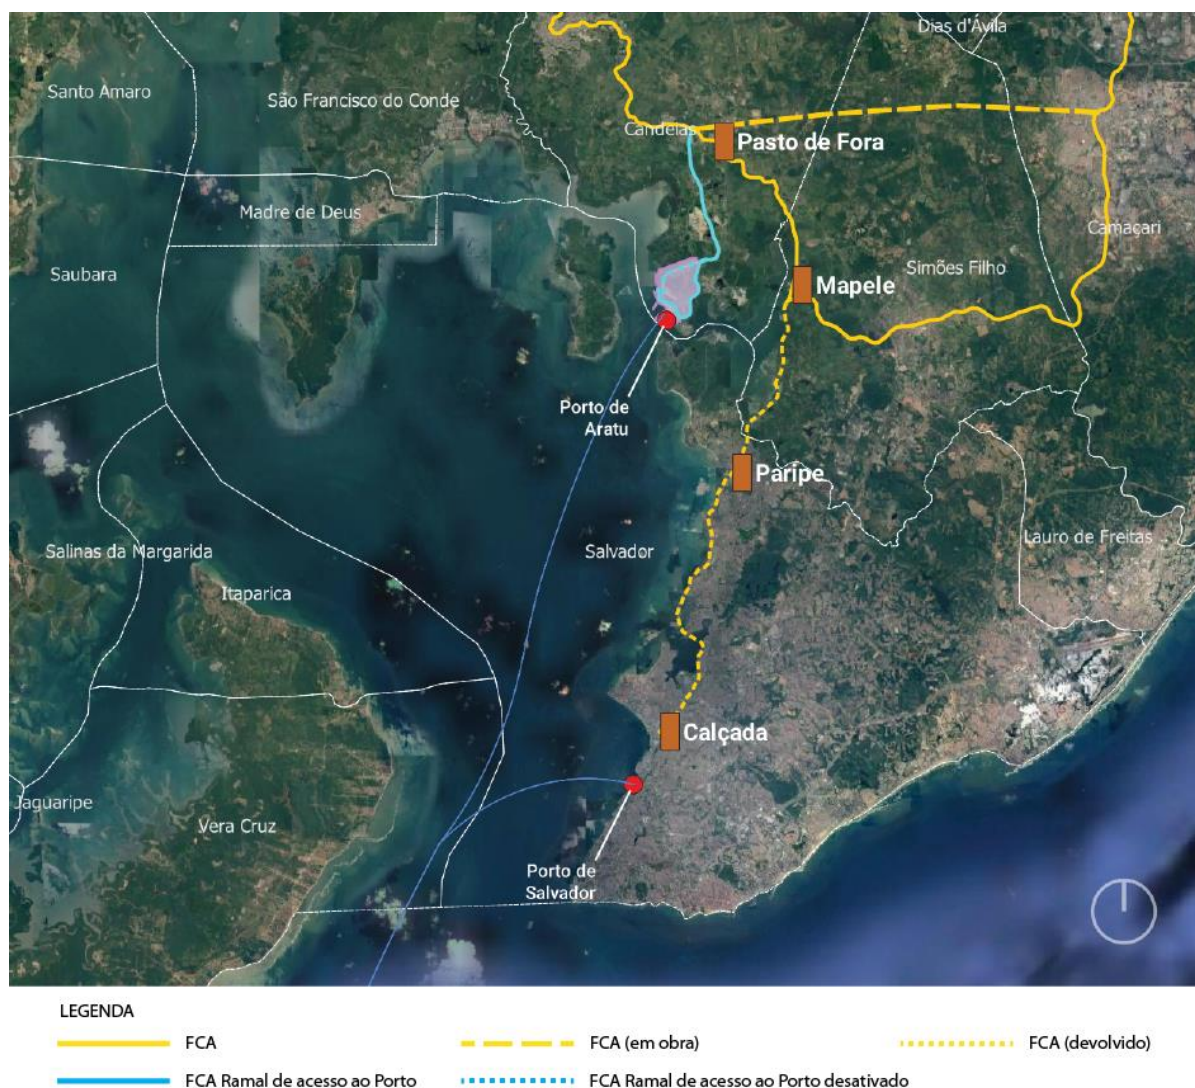 Dias d'Ávila
Santo Amaro
São Francisco do Conde
Candeias
Pasto de Fora
Madre de Deus
Camaçari
Saubara
Simões Filho
Mapele
Porto de
Aratu
Paripe
Salinas da Margarida
Salvador
Lauro de Freitas
Itaparica
Calçada
Jaguaripe
Vera Cruz
Porto de
Salvador
LEGENDA
FCA
FCA (em obra)
FCA (devolvido)
FCA Ramal de acesso ao Porto
FCA Ramal de acesso ao Porto desativado